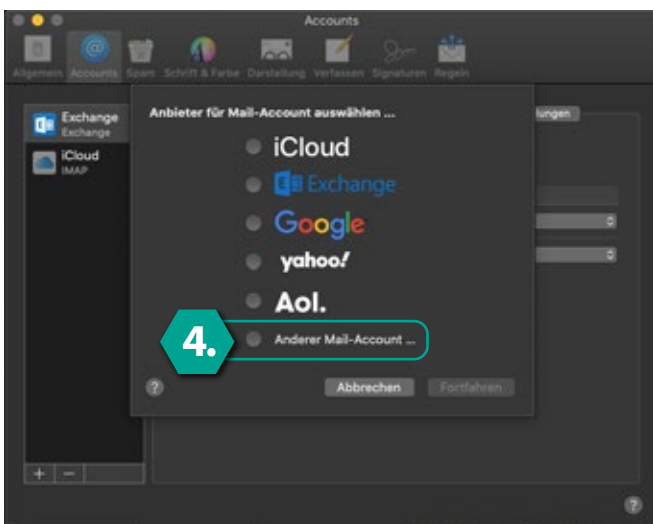 Accounts
Allgemein Accounts Spam Schrift & Farbe Darstellung Verfassen Signaturen Regeln
Anbieter für Mail-Account auswählen ...
Exchange
Exchange
iCloud
IMAP
iCloud
Exchange
Google
yahoo!
Aol.
4.
Anderer Mail-Account ...
?
Abbrechen Fortfahren
+ −
?